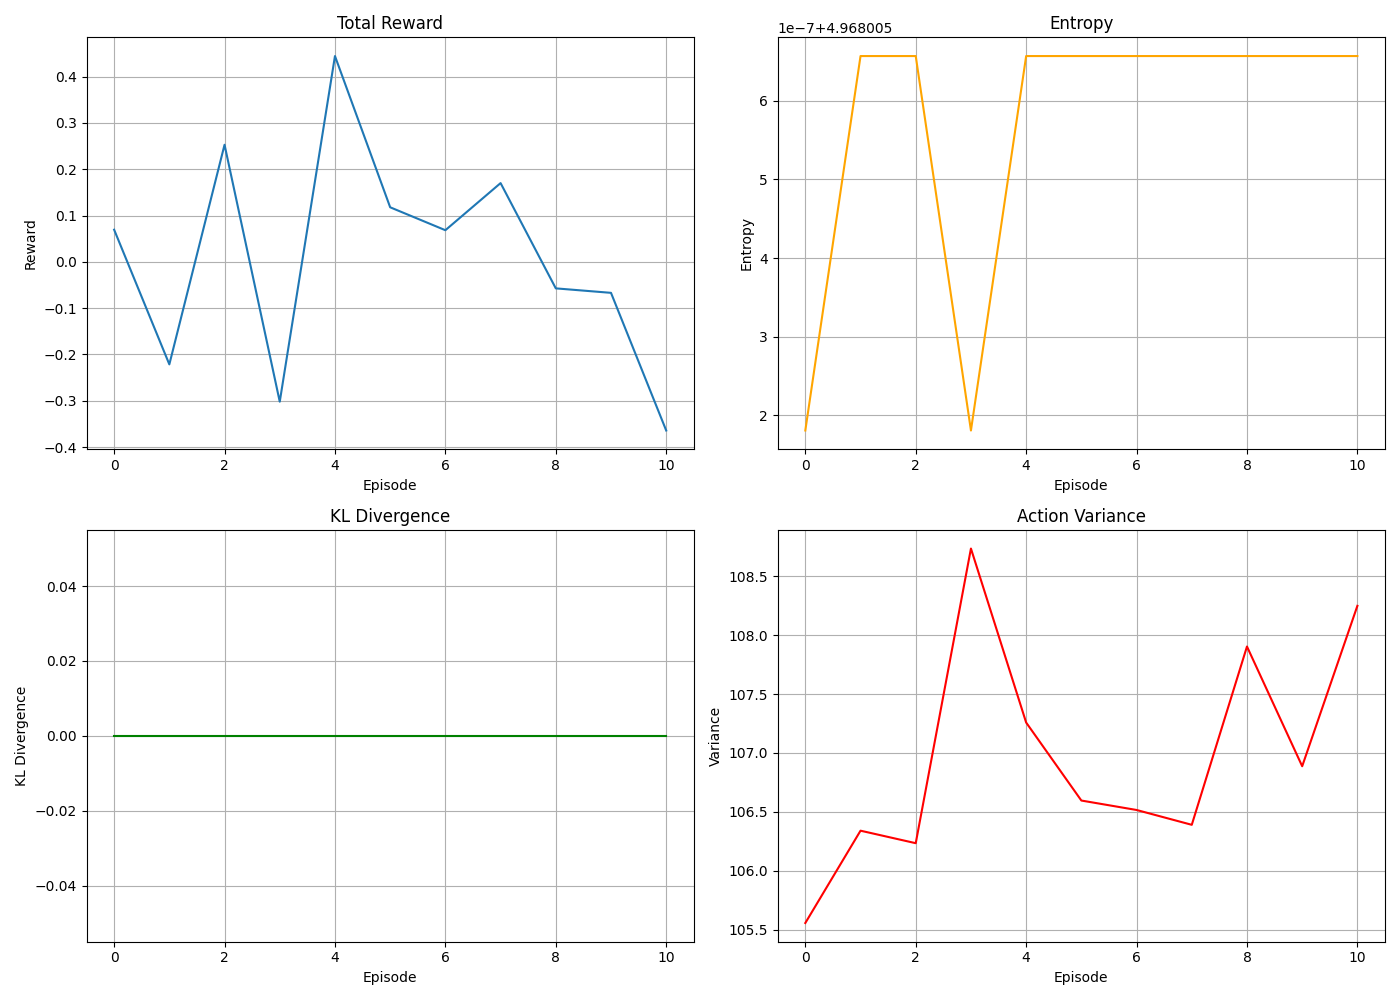 Total Reward
Reward
0.4
0.3
0.2
0.1
0.0
−0.1
−0.2
−0.3
−0.4
0 2 4 6 8 10
Episode
Entropy
1e−7+4.968005
Entropy
6
5
4
3
2
0 2 4 6 8 10
Episode
KL Divergence
KL Divergence
0.04
0.02
0.00
−0.02
−0.04
0 2 4 6 8 10
Episode
Action Variance
Variance
108.5
108.0
107.5
107.0
106.5
106.0
105.5
0 2 4 6 8 10
Episode